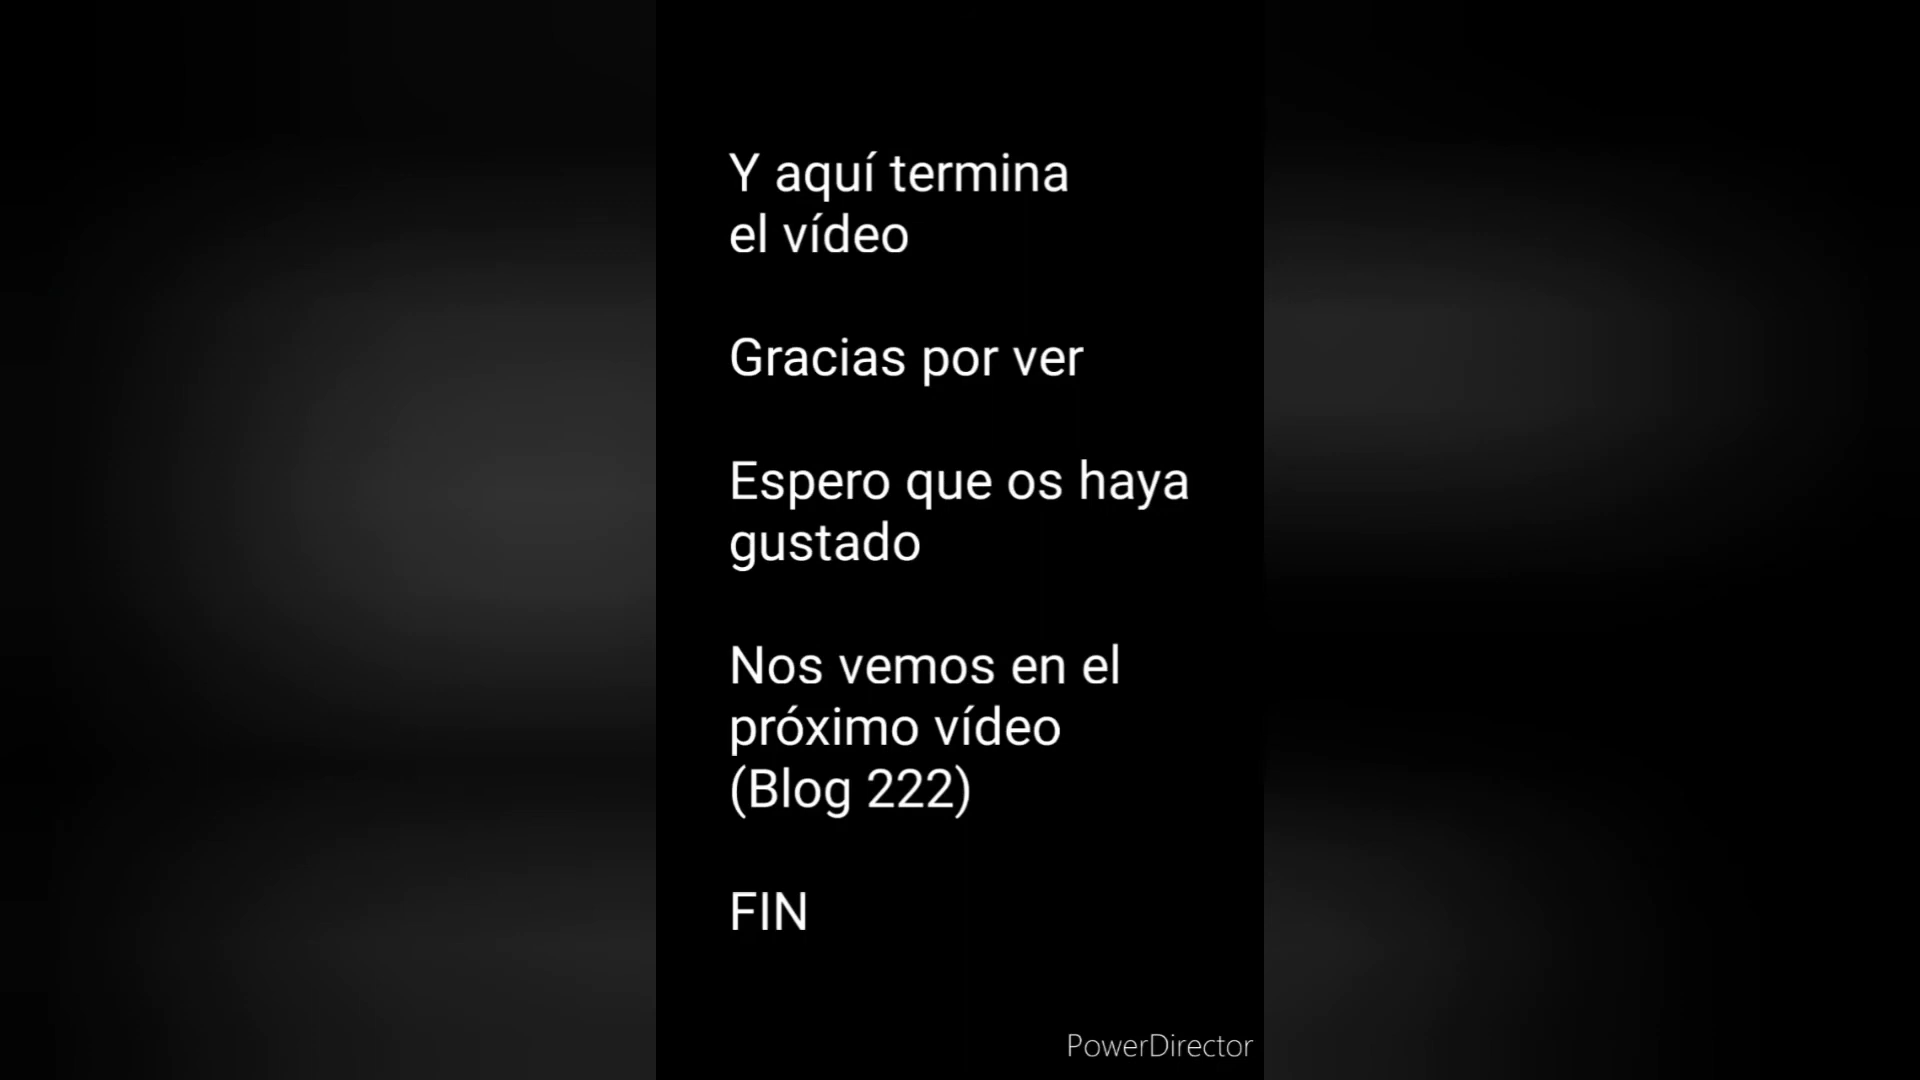 Y aquí termina
el vídeo
Gracias por ver
Espero que os haya
gustado
Nos vemos en el
próximo vídeo
(Blog 222)
FIN
PowerDirector